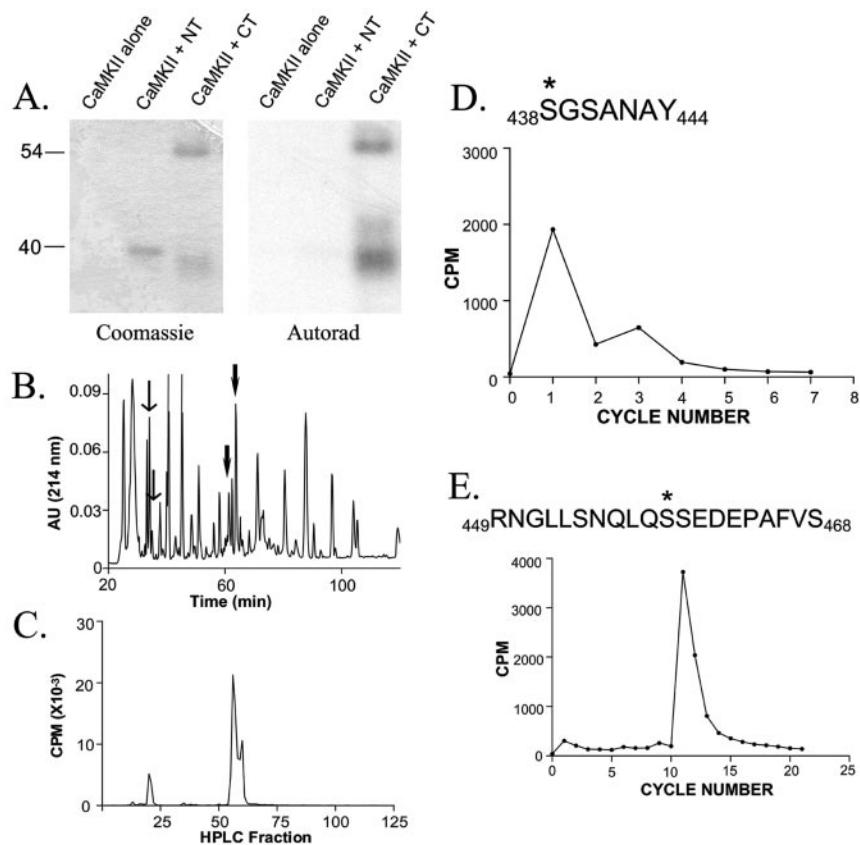 A.
CaMKII alone
CaMKII + NT
CaMKII + CT
CaMKII alone
CaMKII + NT
CaMKII + CT
54
40
Coomassie
Autorad
B.
0.09
0.06
0.03
AU (214 nm)
20
60
100
Time (min)
C.
30
20
10
0
CPM (X10-3)
25
50
75
100
125
HPLC Fraction
D.
*
438SGSANAY444
3000
2000
1000
0
CPM
0 1 2 3 4 5 6 7 8
CYCLE NUMBER
E.
*
449RNGLLSNQLQSSEDEPAFVS468
4000
3000
2000
1000
0
CPM
0 5 10 15 20 25
CYCLE NUMBER